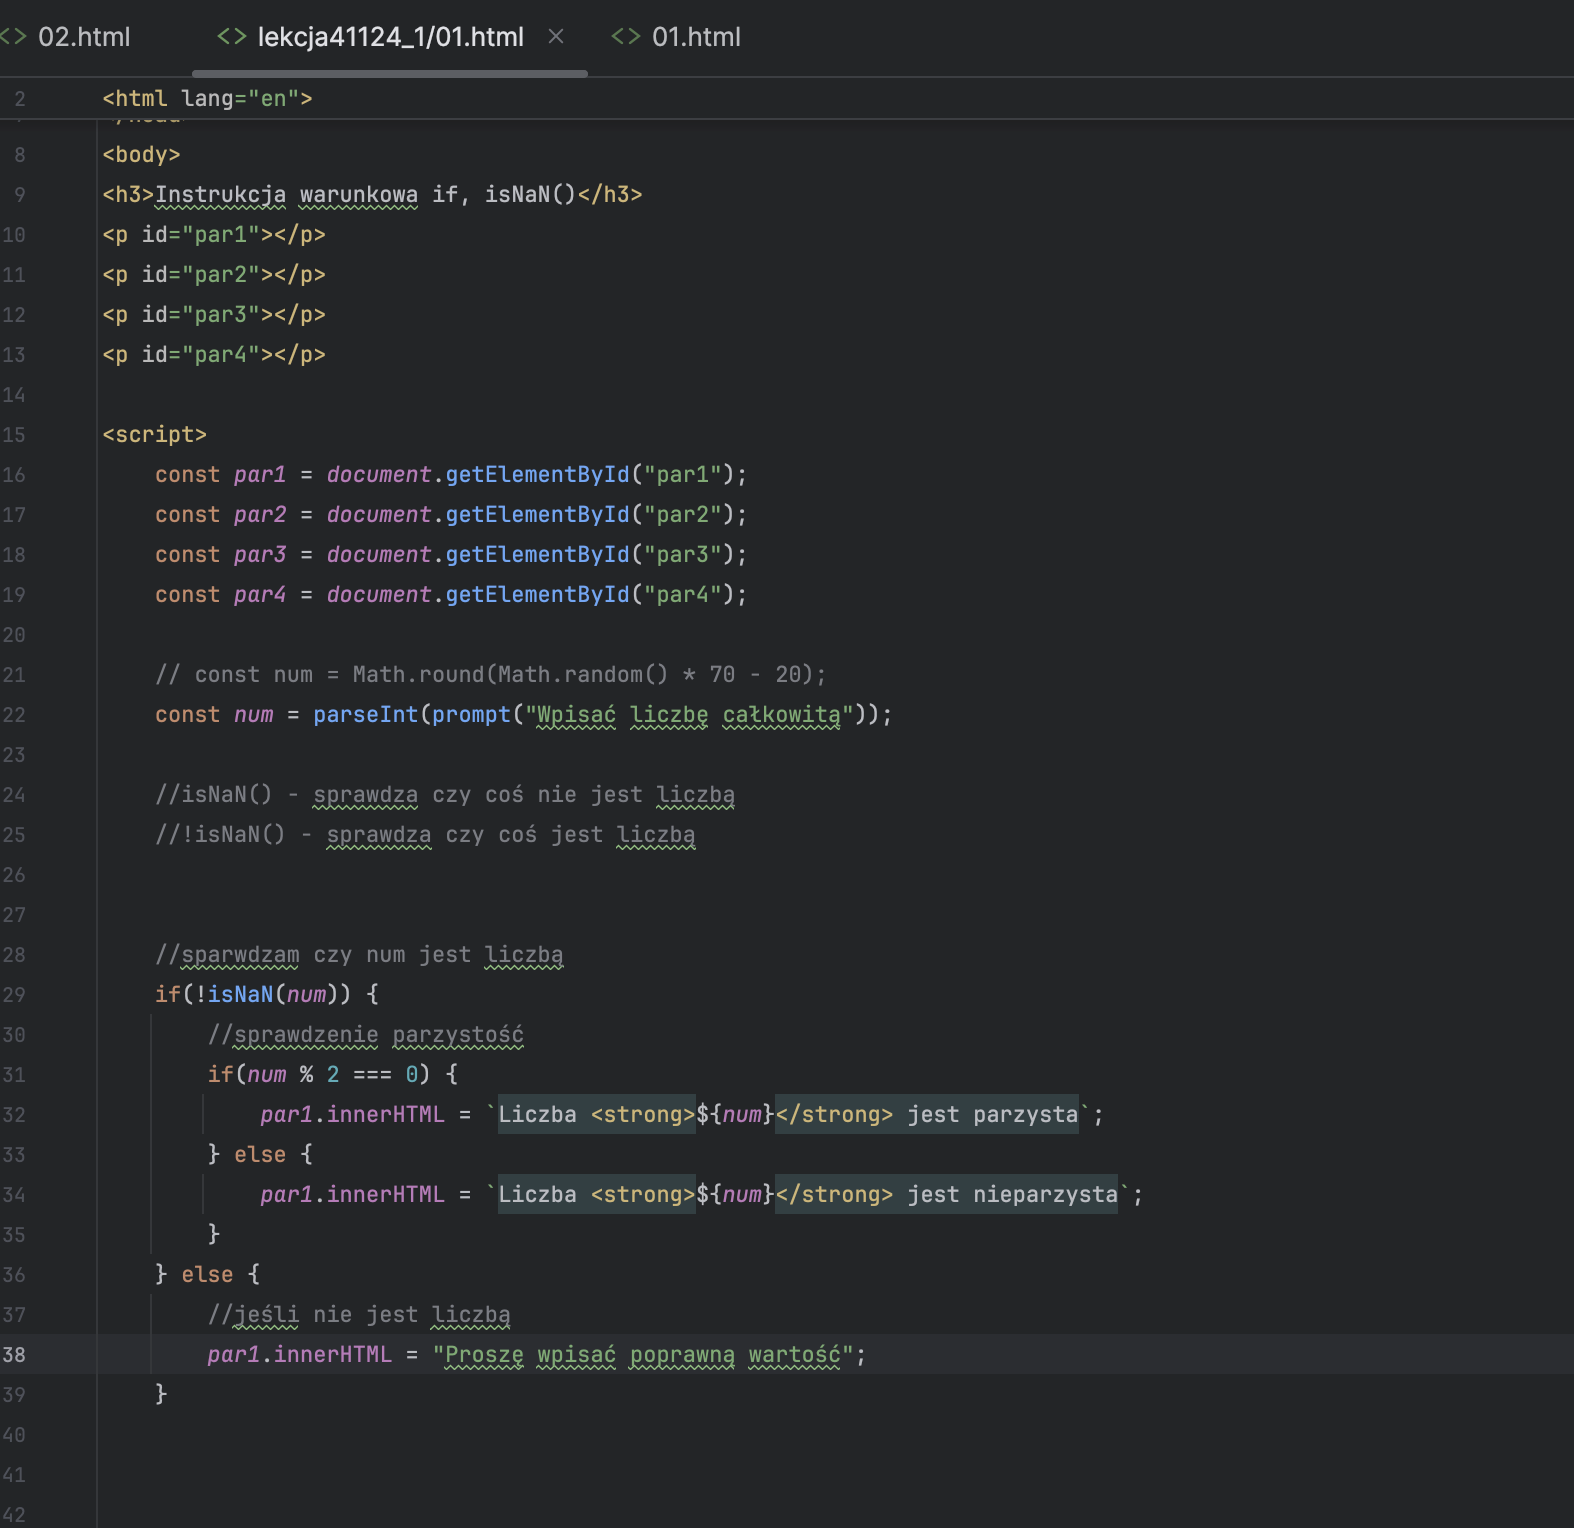 02.html
lekcja41124_1/01.html
01.html
2 <html lang="en">
8 <body>
9 <h3>Instrukcja warunkowa if, isNaN()</h3>
10 <p id="par1"></p>
11 <p id="par2"></p>
12 <p id="par3"></p>
13 <p id="par4"></p>
14
15 <script>
16 const par1 = document.getElementById("par1");
17 const par2 = document.getElementById("par2");
18 const par3 = document.getElementById("par3");
19 const par4 = document.getElementById("par4");
20
21 // const num = Math.round(Math.random() * 70 - 20);
22 const num = parseInt(prompt("Wpisać liczbę całkowitą"));
23
24 //isNaN() - sprawdza czy coś nie jest liczbą
25 //!isNaN() - sprawdza czy coś jest liczbą
26
27
28 //sparwdzam czy num jest liczbą
29 if(!isNaN(num)) {
30 //sprawdzenie parzystość
31 if(num % 2 === 0) {
32 par1.innerHTML = `Liczba <strong>${num}</strong> jest parzysta`;
33 } else {
34 par1.innerHTML = `Liczba <strong>${num}</strong> jest nieparzysta`;
35 }
36 } else {
37 //jeśli nie jest liczbą
38 par1.innerHTML = "Proszę wpisać poprawną wartość";
39 }
40
41
42